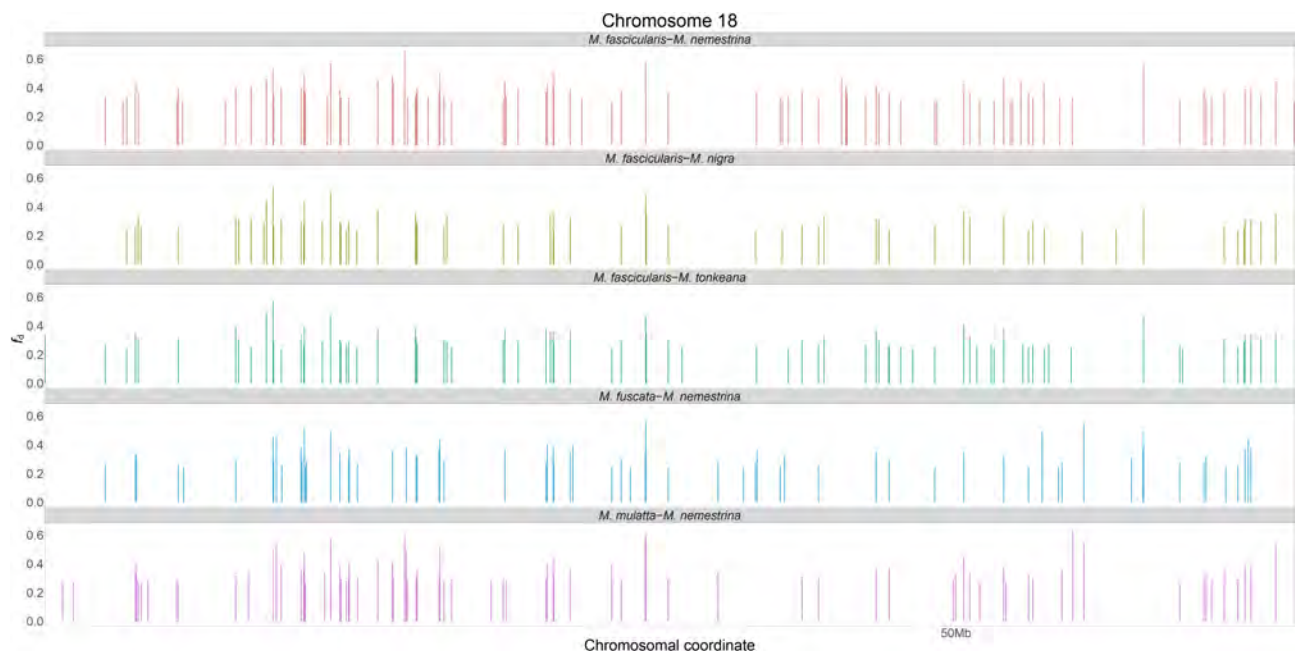 Chromosome 18
M. fascicularis−M. nemestrina
0.6
0.4
0.2
0.0
M. fascicularis−M. nigra
0.6
0.4
0.2
0.0
M. fascicularis−M. tonkeana
0.6
0.4
0.2
0.0
fd
M. fuscata−M. nemestrina
0.6
0.4
0.2
0.0
M. mulatta−M. nemestrina
0.6
0.4
0.2
0.0
50Mb
Chromosomal coordinate